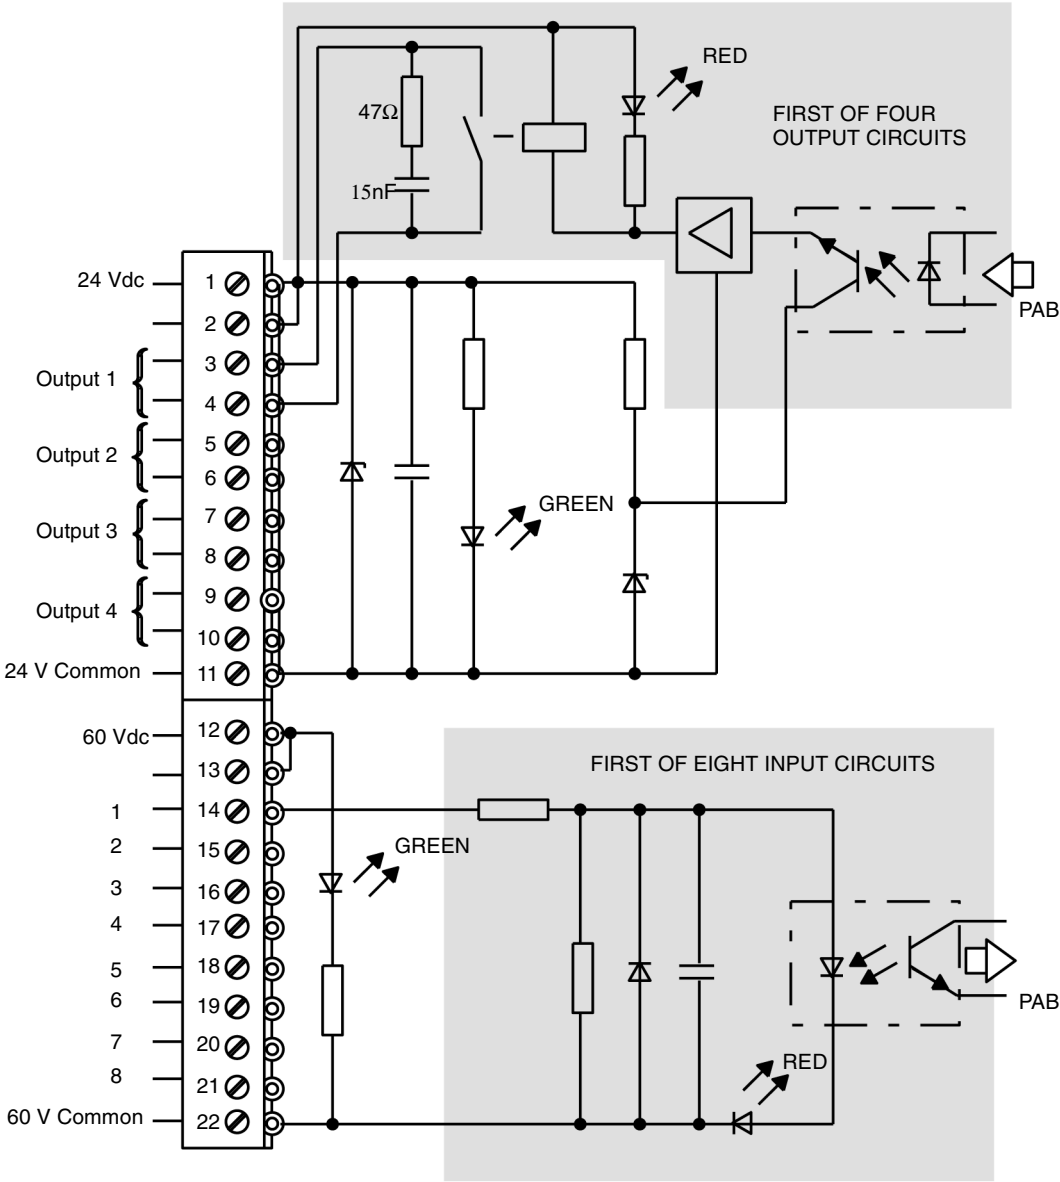 RED
47Ω
FIRST OF FOUR
OUTPUT CIRCUITS
15nF
PAB
24 Vdc
1
2
3
Output 1
4
5
Output 2
6
7
GREEN
Output 3
8
9
Output 4
10
24 V Common
11
12
60 Vdc
13
FIRST OF EIGHT INPUT CIRCUITS
1
14
2
15
GREEN
3
16
4
17
5
18
6
19
PAB
7
20
RED
8
21
60 V Common
22